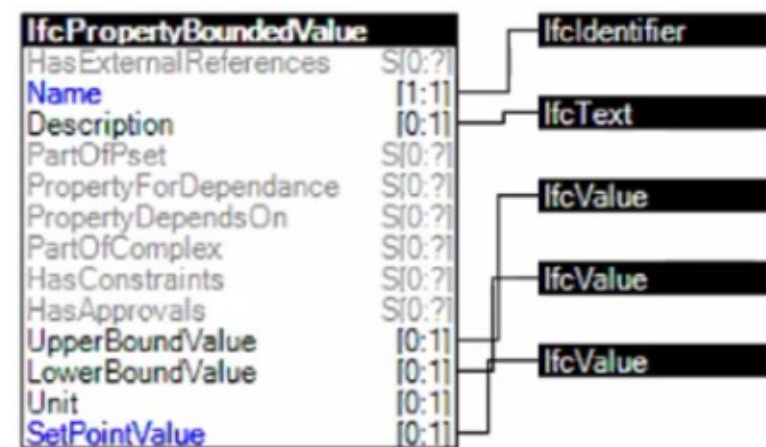 IfcPropertyBoundedValue
HasExternalReferences S[0:?]
Name [1:1]
Description [0:1]
PartOfPset S[0:?]
PropertyForDependance S[0:?]
PropertyDependsOn S[0:?]
PartOfComplex S[0:?]
HasConstraints S[0:?]
HasApprovals S[0:?]
UpperBoundValue [0:1]
LowerBoundValue [0:1]
Unit [0:1]
SetPointValue [0:1]
IfcIdentifier
IfcText
IfcValue
IfcValue
IfcValue